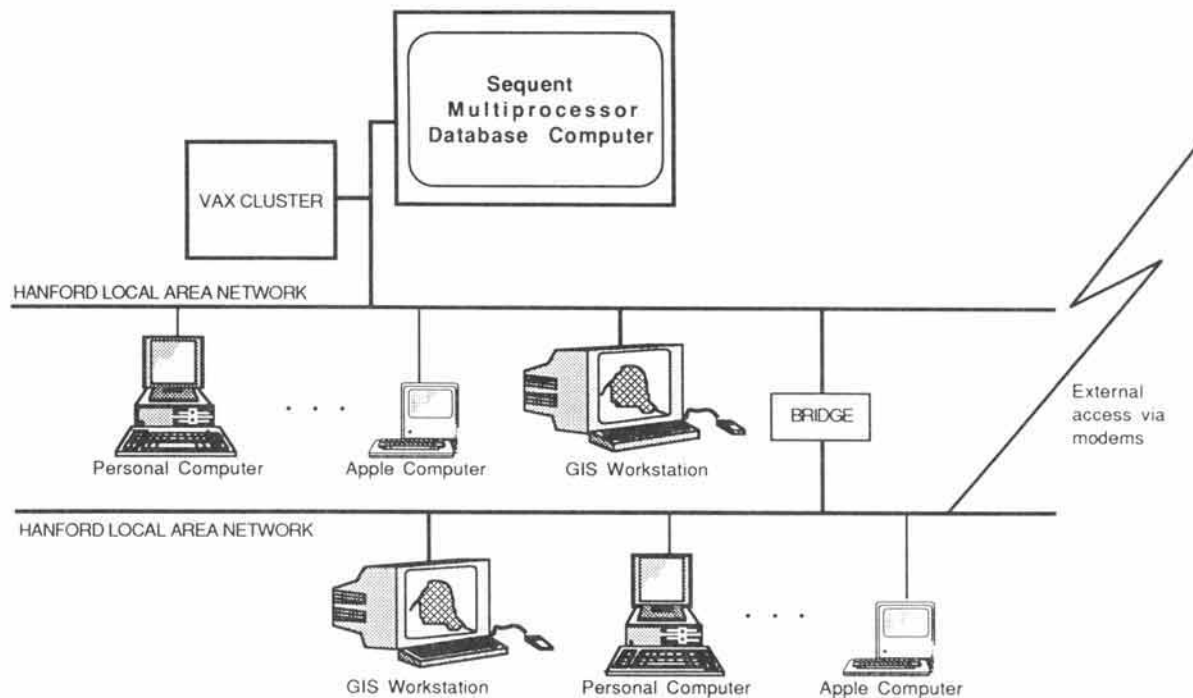 Sequent
Multiprocessor
Database Computer
VAX CLUSTER
HANFORD LOCAL AREA NETWORK
Personal Computer
. . .
Apple Computer
GIS Workstation
BRIDGE
External
access via
modems
HANFORD LOCAL AREA NETWORK
GIS Workstation
Personal Computer
. . .
Apple Computer